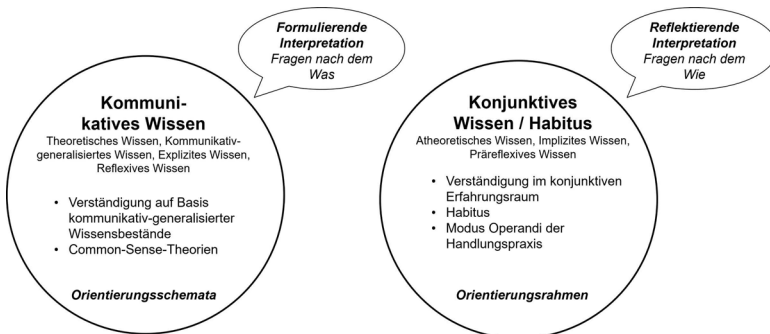 Formulierende
Interpretation
Fragen nach dem
Was
Kommuni-
katives Wissen
Theoretisches Wissen, Kommunikativ-
generalisiertes Wissen, Explizites Wissen,
Reflexives Wissen
• Verständigung auf Basis
kommunikativ-generalisierter
Wissensbestände
• Common-Sense-Theorien
Orientierungsschemata
Reflektierende
Interpretation
Fragen nach dem
Wie
Konjunktives
Wissen / Habitus
Atheoretisches Wissen, Implizites Wissen,
Präreflexives Wissen
• Verständigung im konjunktiven
Erfahrungsraum
• Habitus
• Modus Operandi der
Handlungspraxis
Orientierungsrahmen